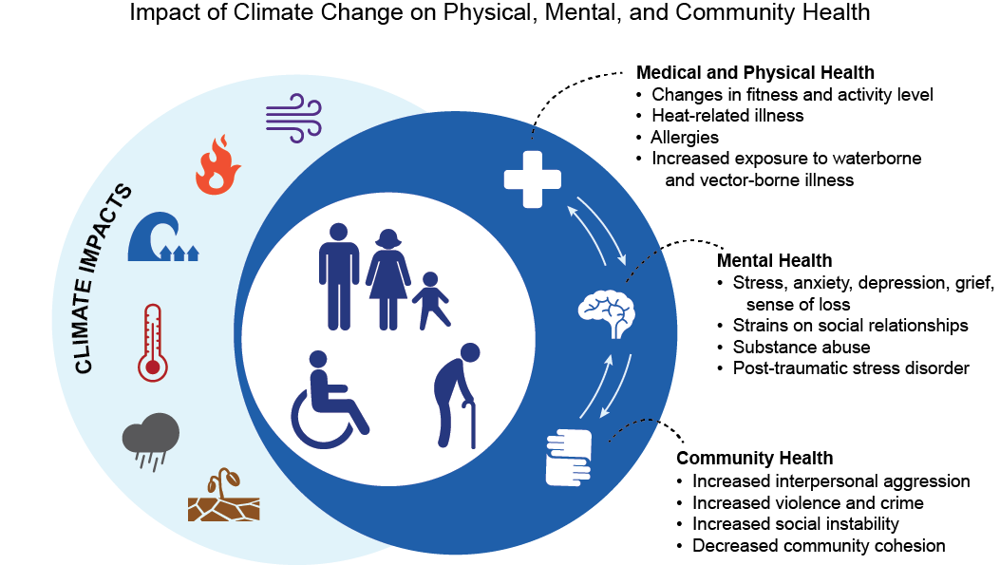 Impact of Climate Change on Physical, Mental, and Community Health
CLIMATE IMPACTS
Medical and Physical Health
• Changes in fitness and activity level
• Heat-related illness
• Allergies
• Increased exposure to waterborne
and vector-borne illness
Mental Health
• Stress, anxiety, depression, grief,
sense of loss
• Strains on social relationships
• Substance abuse
• Post-traumatic stress disorder
Community Health
• Increased interpersonal aggression
• Increased violence and crime
• Increased social instability
• Decreased community cohesion